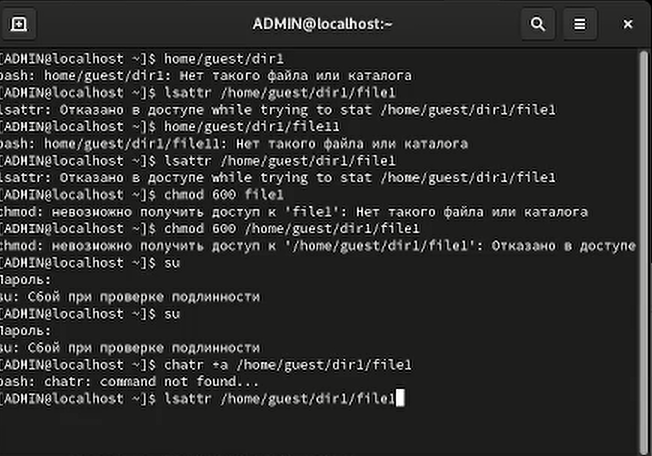 ADMIN@localhost:~
[ADMIN@localhost ~]$ home/guest/dir1
bash: home/guest/dir1: Нет такого файла или каталога
[ADMIN@localhost ~]$ lsattr /home/guest/dir1/file1
lsattr: Отказано в доступе while trying to stat /home/guest/dir1/file1
[ADMIN@localhost ~]$ home/guest/dir1/file11
bash: home/guest/dir1/file11: Нет такого файла или каталога
[ADMIN@localhost ~]$ lsattr /home/guest/dir1/file1
lsattr: Отказано в доступе while trying to stat /home/guest/dir1/file1
[ADMIN@localhost ~]$ chmod 600 file1
chmod: невозможно получить доступ к 'file1': Нет такого файла или каталога
[ADMIN@localhost ~]$ chmod 600 /home/guest/dir1/file1
chmod: невозможно получить доступ к '/home/guest/dir1/file1': Отказано в доступе
[ADMIN@localhost ~]$ su
Пароль:
su: Сбой при проверке подлинности
[ADMIN@localhost ~]$ su
Пароль:
su: Сбой при проверке подлинности
[ADMIN@localhost ~]$ chatr +a /home/guest/dir1/file1
bash: chatr: command not found...
[ADMIN@localhost ~]$ lsattr /home/guest/dir1/file1